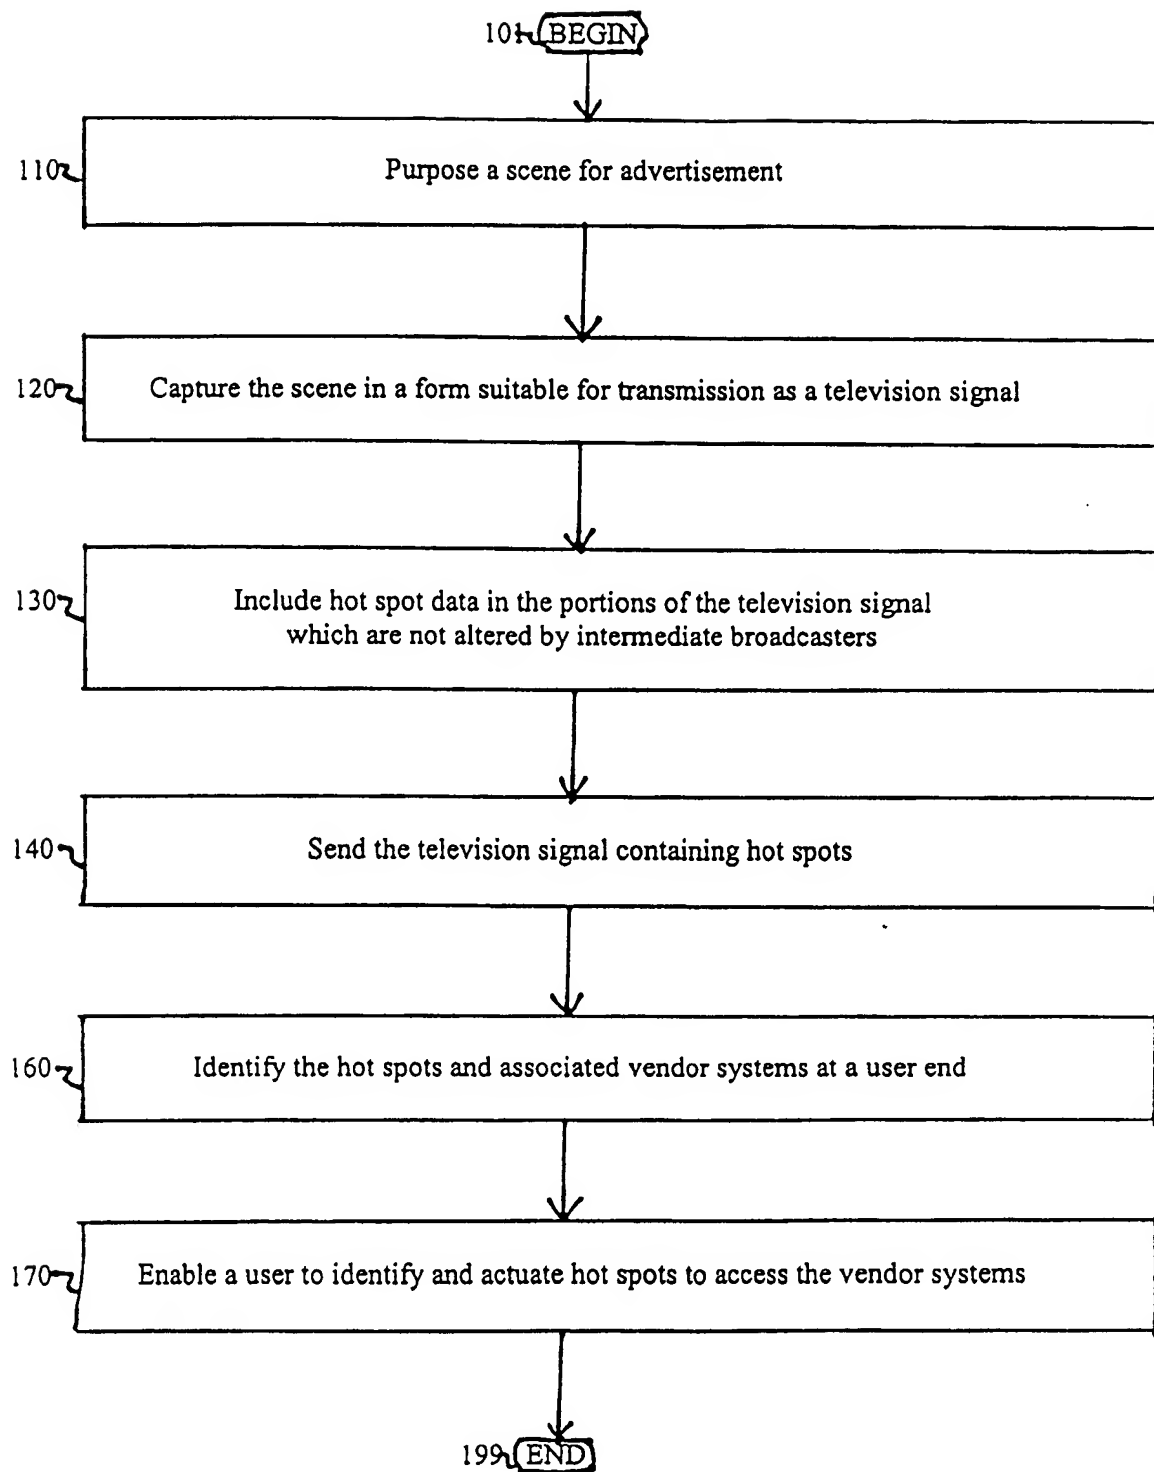 101 BEGIN
110 Purpose a scene for advertisement
120 Capture the scene in a form suitable for transmission as a television signal
130 Include hot spot data in the portions of the television signal
which are not altered by intermediate broadcasters
140 Send the television signal containing hot spots
160 Identify the hot spots and associated vendor systems at a user end
170 Enable a user to identify and actuate hot spots to access the vendor systems
199 END